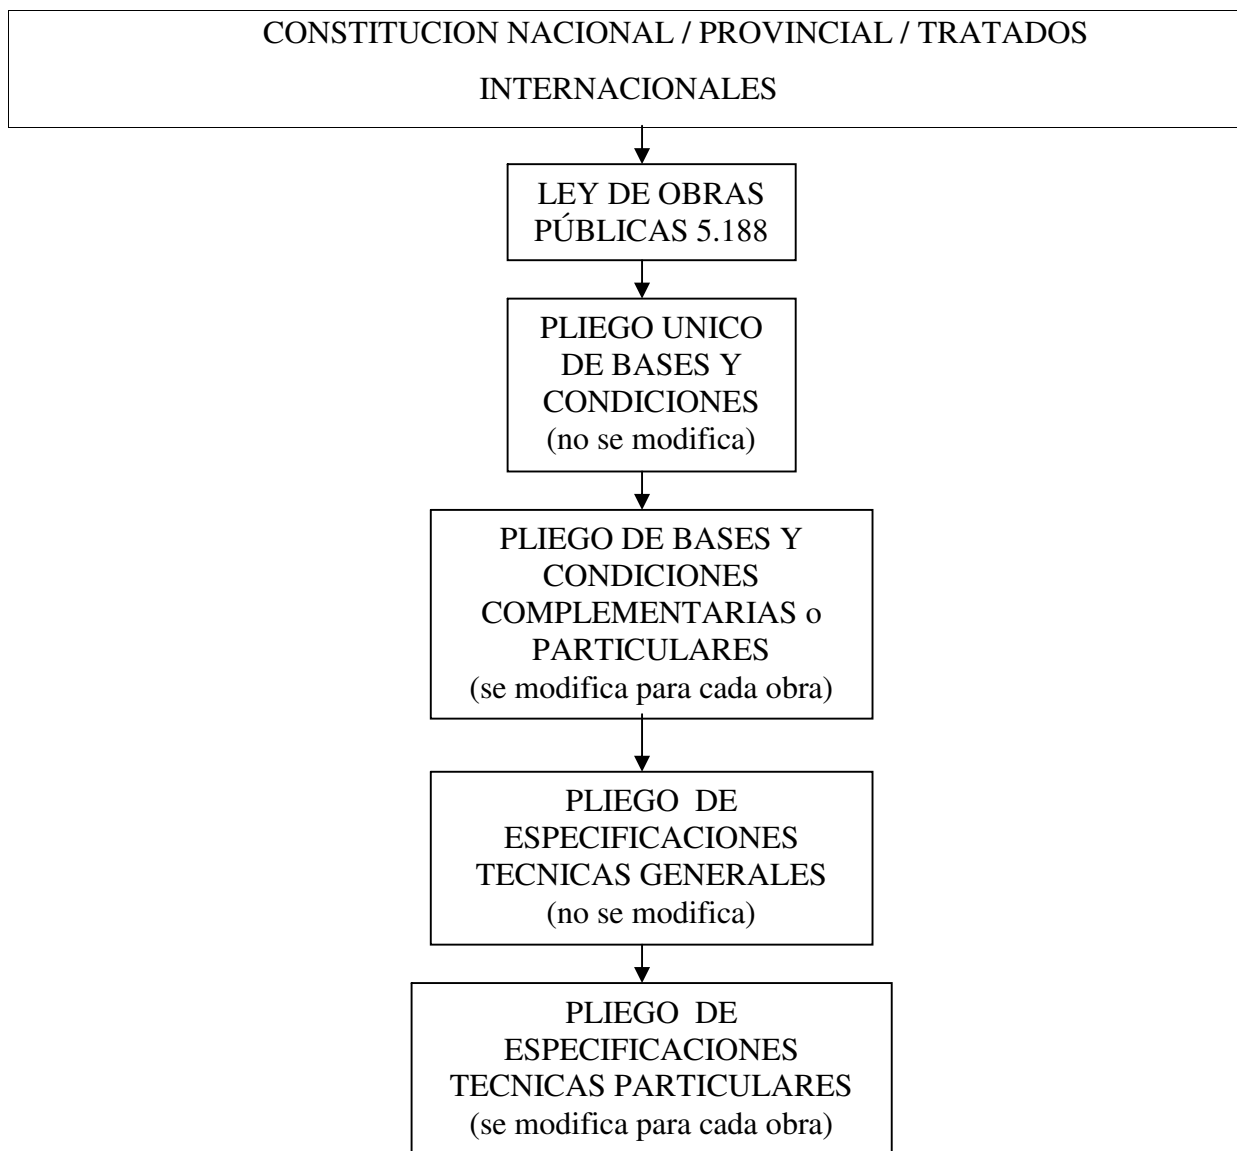 CONSTITUCION NACIONAL / PROVINCIAL / TRATADOS
INTERNACIONALES
LEY DE OBRAS
PÚBLICAS 5.188
PLIEGO UNICO
DE BASES Y
CONDICIONES
(no se modifica)
PLIEGO DE BASES Y
CONDICIONES
COMPLEMENTARIAS o
PARTICULARES
(se modifica para cada obra)
PLIEGO DE
ESPECIFICACIONES
TECNICAS GENERALES
(no se modifica)
PLIEGO DE
ESPECIFICACIONES
TECNICAS PARTICULARES
(se modifica para cada obra)